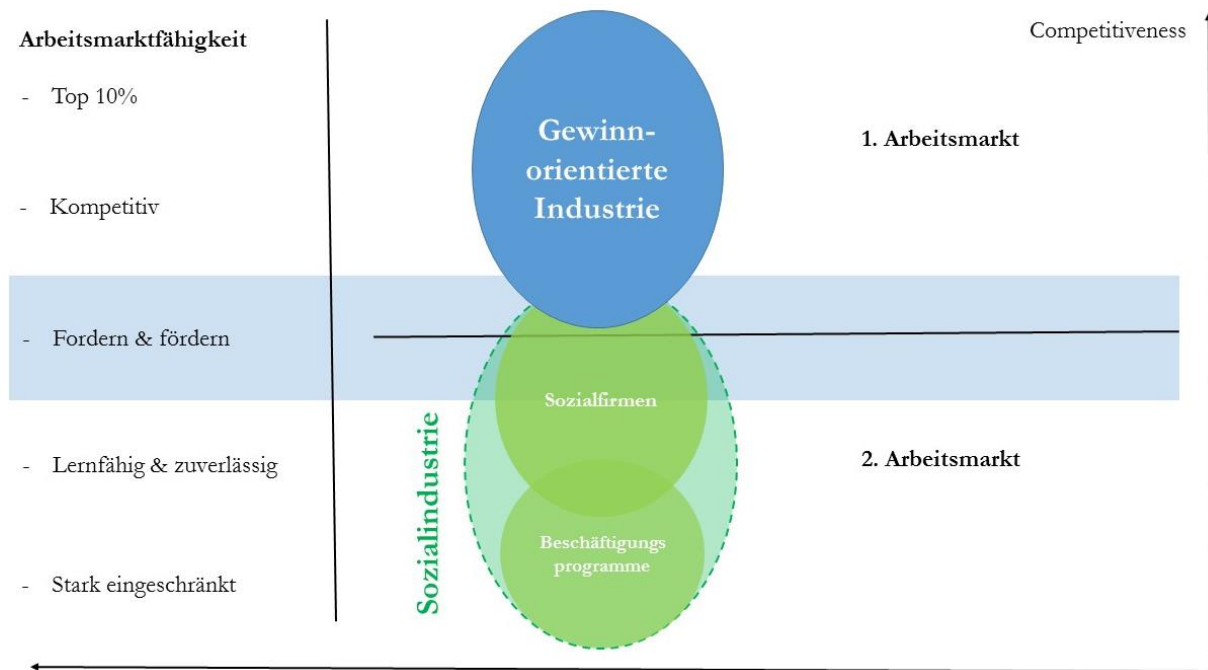 Arbeitsmarktfähigkeit
- Top 10%
- Kompetitiv
- Fordern & fördern
- Lernfähig & zuverlässig
- Stark eingeschränkt
Gewinn-
orientierte
Industrie
Sozialfirmen
Beschäftigungs
programme
Sozialindustrie
Competitiveness
1. Arbeitsmarkt
2. Arbeitsmarkt